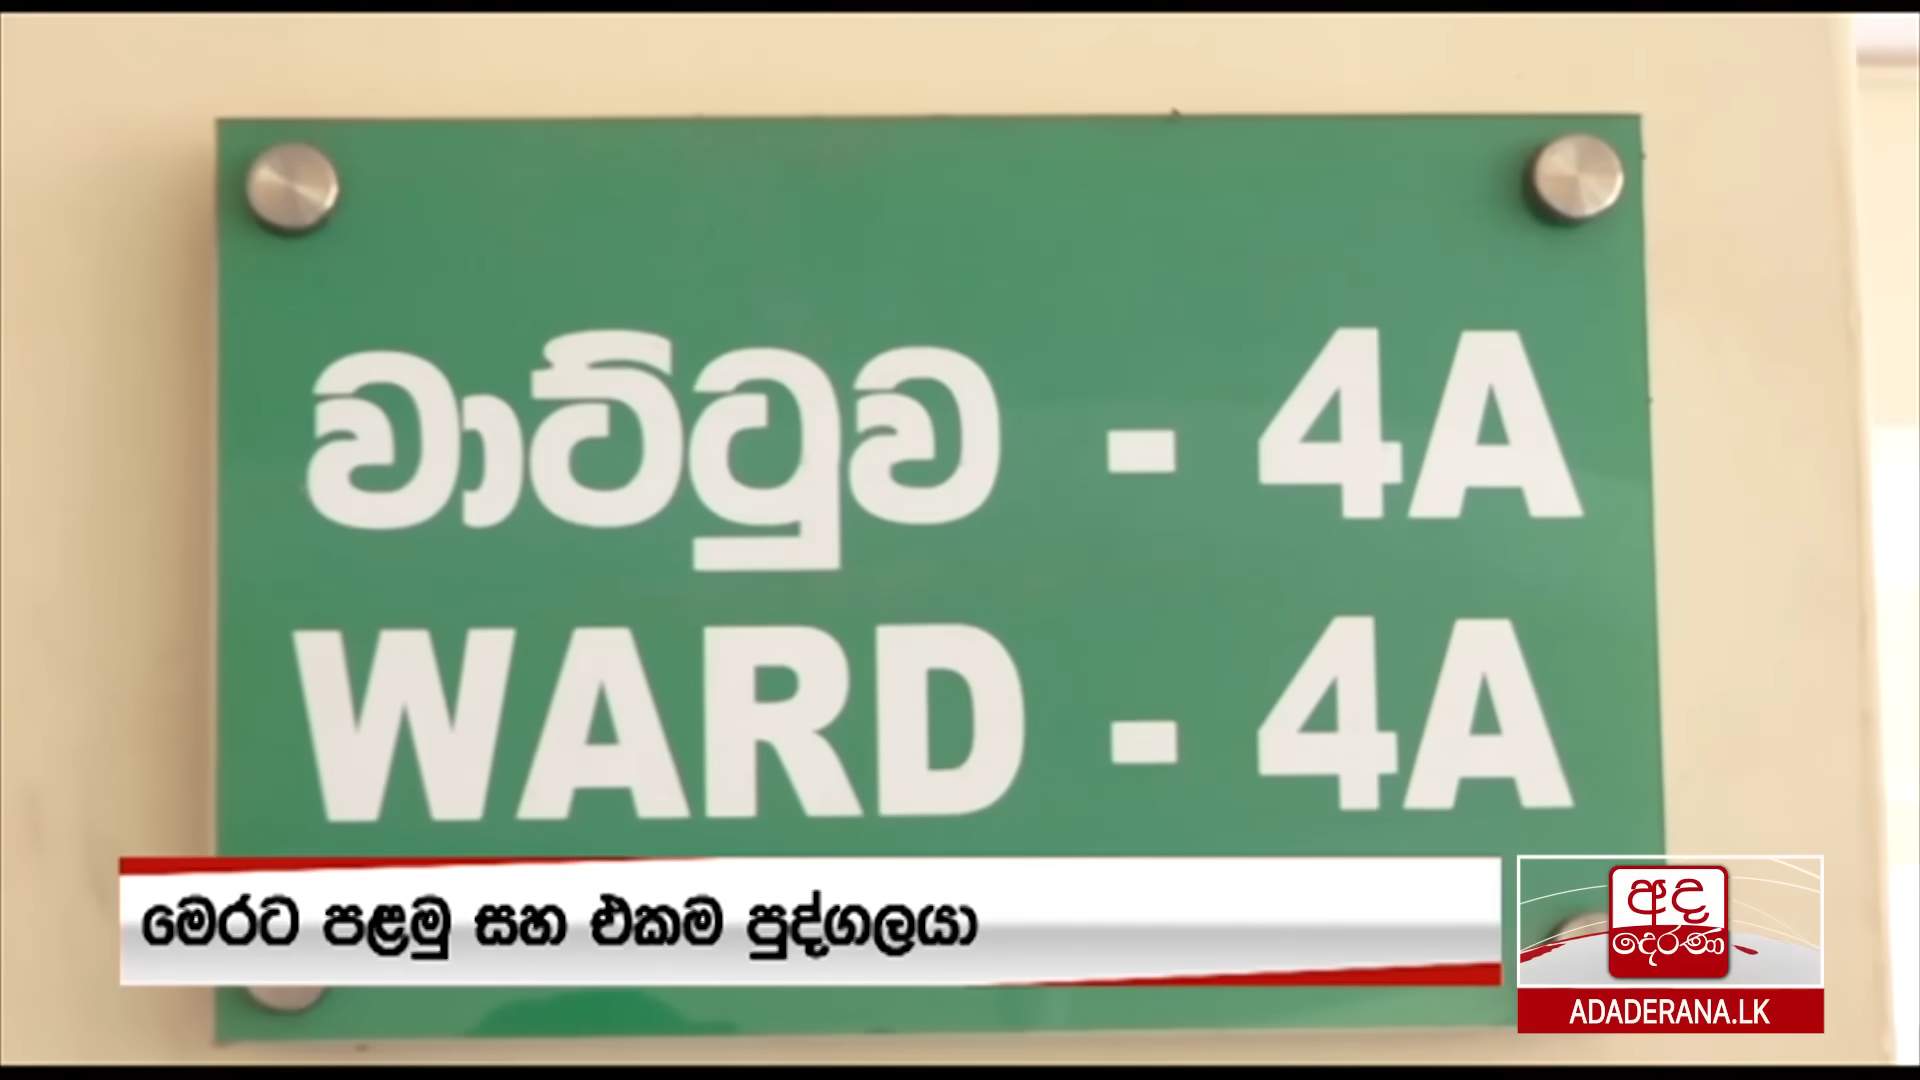 වාට්ටුව - 4A
WARD - 4A
මෙරට පළමු සහ එකම පුද්ගලයා
අද
දෙරණ
ADADERANA.LK